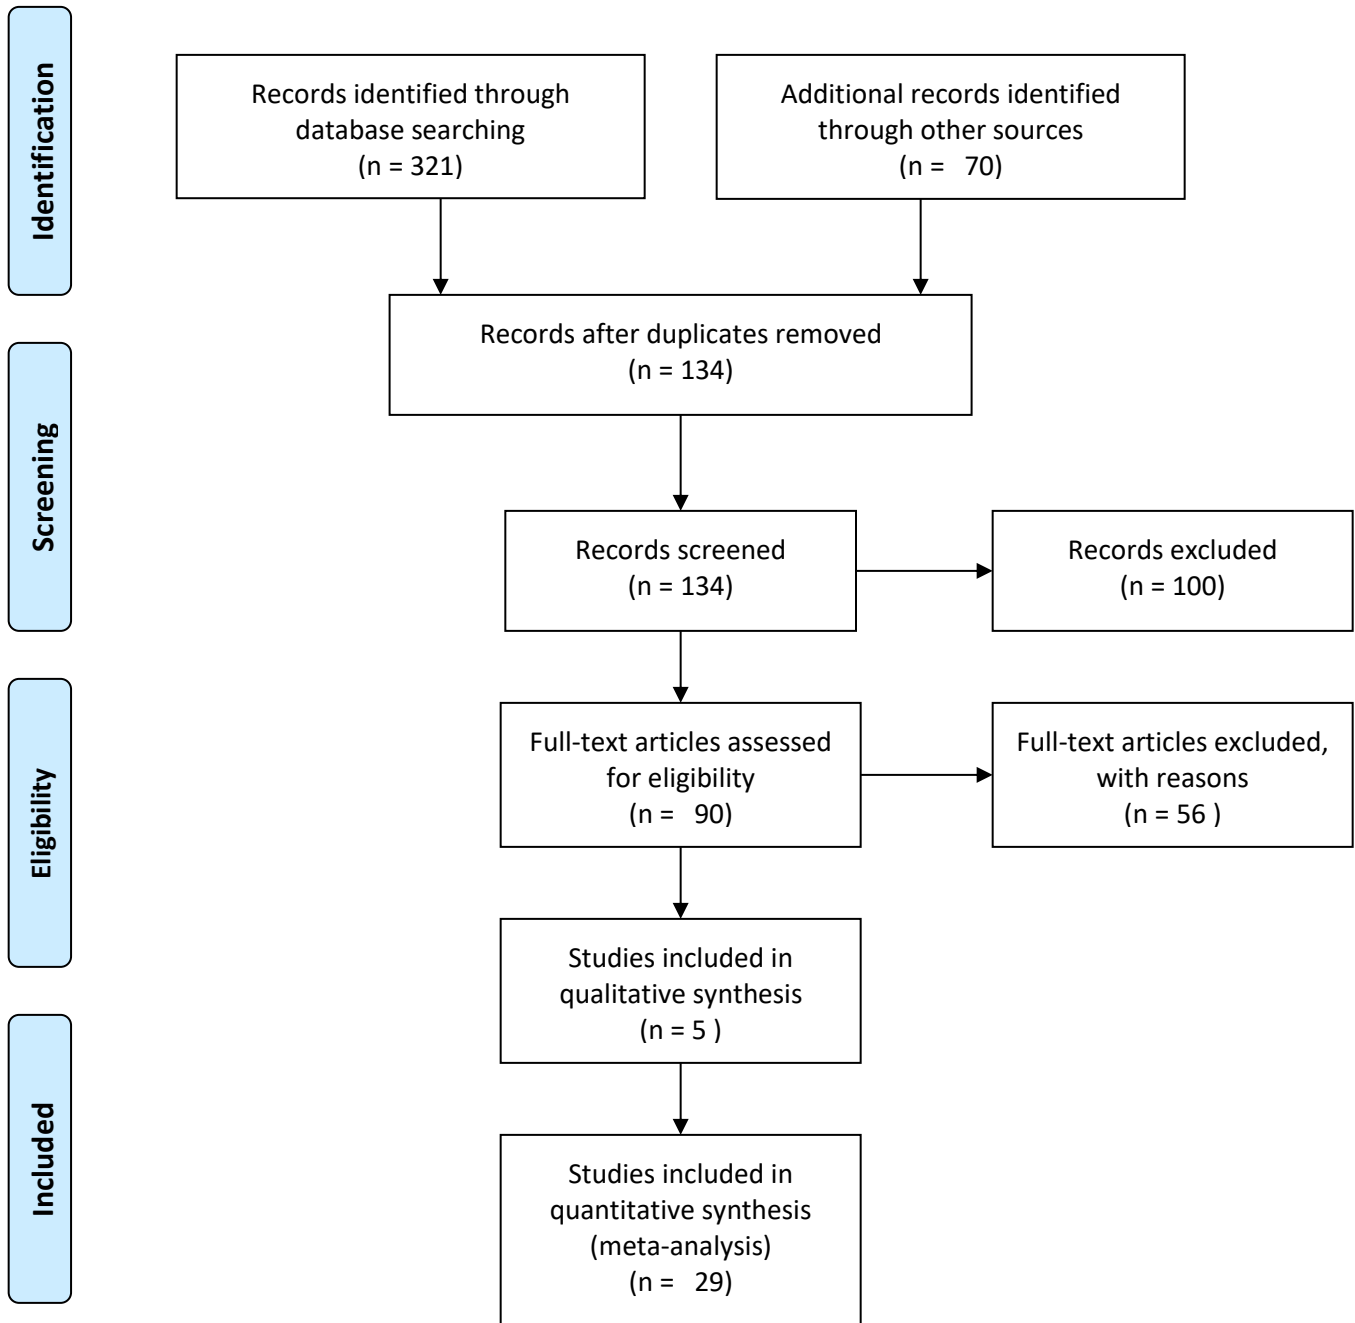 Identification
Records identified through
database searching
(n = 321)
Additional records identified
through other sources
(n =   70)
Records after duplicates removed
(n = 134)
Screening
Records screened
(n = 134)
Records excluded
(n = 100)
Eligibility
Full-text articles assessed
for eligibility
(n =   90)
Full-text articles excluded,
with reasons
(n = 56 )
Studies included in
qualitative synthesis
(n = 5 )
Included
Studies included in
quantitative synthesis
(meta-analysis)
(n =   29)